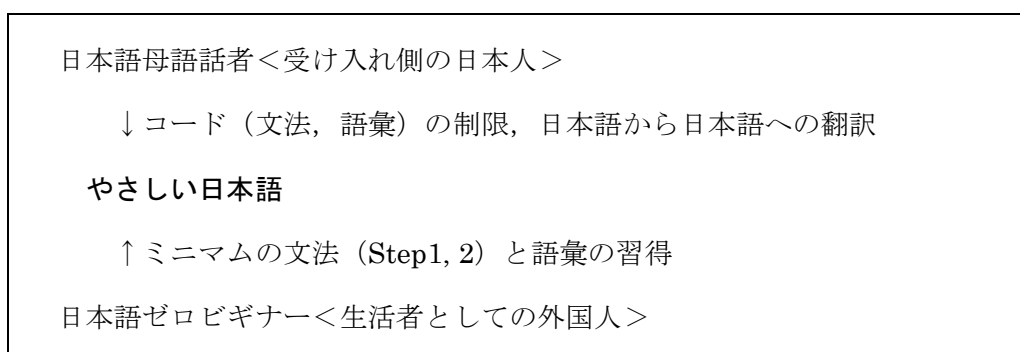 日本語母語話者＜受け入れ側の日本人＞
↓コード（文法，語彙）の制限，日本語から日本語への翻訳
やさしい日本語
↑ミニマムの文法（Step1, 2）と語彙の習得
日本語ゼロビギナー＜生活者としての外国人＞